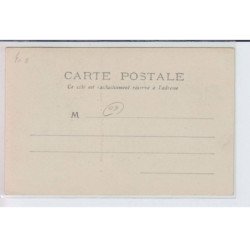 CARTE POSTALE
Ce côté est exclusivement réservé à l'adresse
M